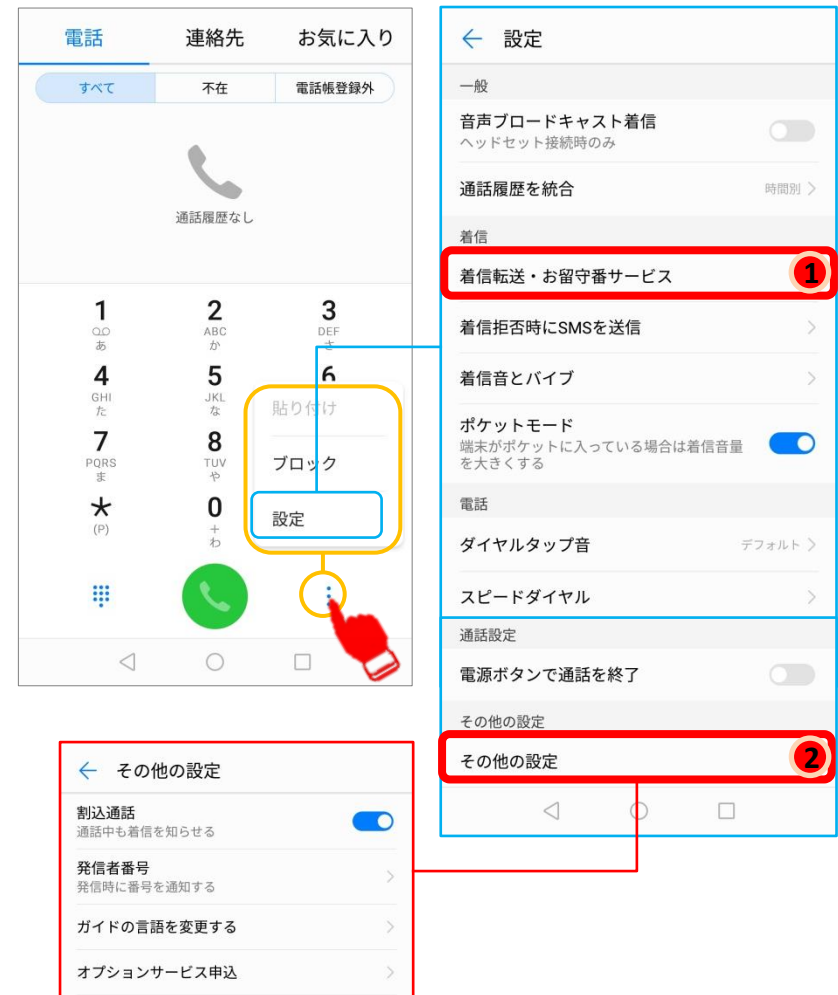 電話 連絡先 お気に入り
すべて 不在 電話帳登録外
通話履歴なし
1 2 3
ABC DEF
あ か さ
4 5 6
GHI JKL
た な
貼り付け
7 8
PQRS TUV
ま や
ブロック
* 0
(P) +
わ
設定
設定
一般
音声ブロードキャスト着信
ヘッドセット接続時のみ
通話履歴を統合 時間別
着信
着信転送・お留守番サービス 1
着信拒否時にSMSを送信
着信音とバイブ
ポケットモード
端末がポケットに入っている場合は着信音量
を大きくする
電話
ダイヤルタップ音 デフォルト
スピードダイヤル
通話設定
電源ボタンで通話を終了
その他の設定
その他の設定 2
その他の設定
割込通話
通話中も着信を知らせる
発信者番号
発信時に番号を通知する
ガイドの言語を変更する
オプションサービス申込